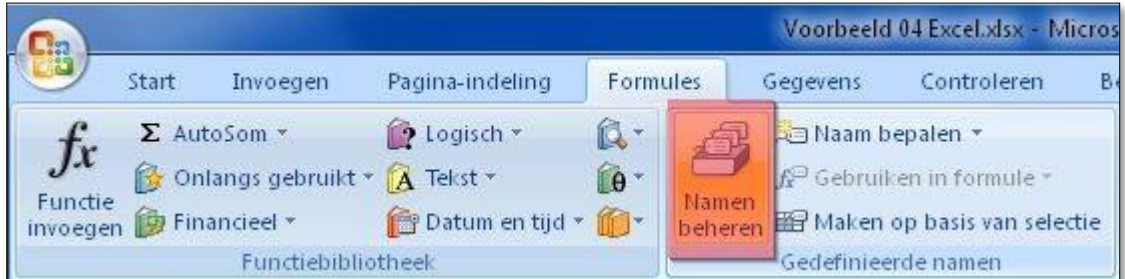 Voorbeeld 04 Excel.xlsx - Micros
Start Invoegen Pagina-indeling Formules Gegevens Controleren
fx
Functie
invoegen
Σ AutoSom
Onlangs gebruikt
Financieel
? Logisch
A Tekst
Datum en tijd
θ
Functiebibliotheek
Namen
beheren
Naam bepalen
fx Gebruiken in formule
Maken op basis van selectie
Gedefinieerde namen